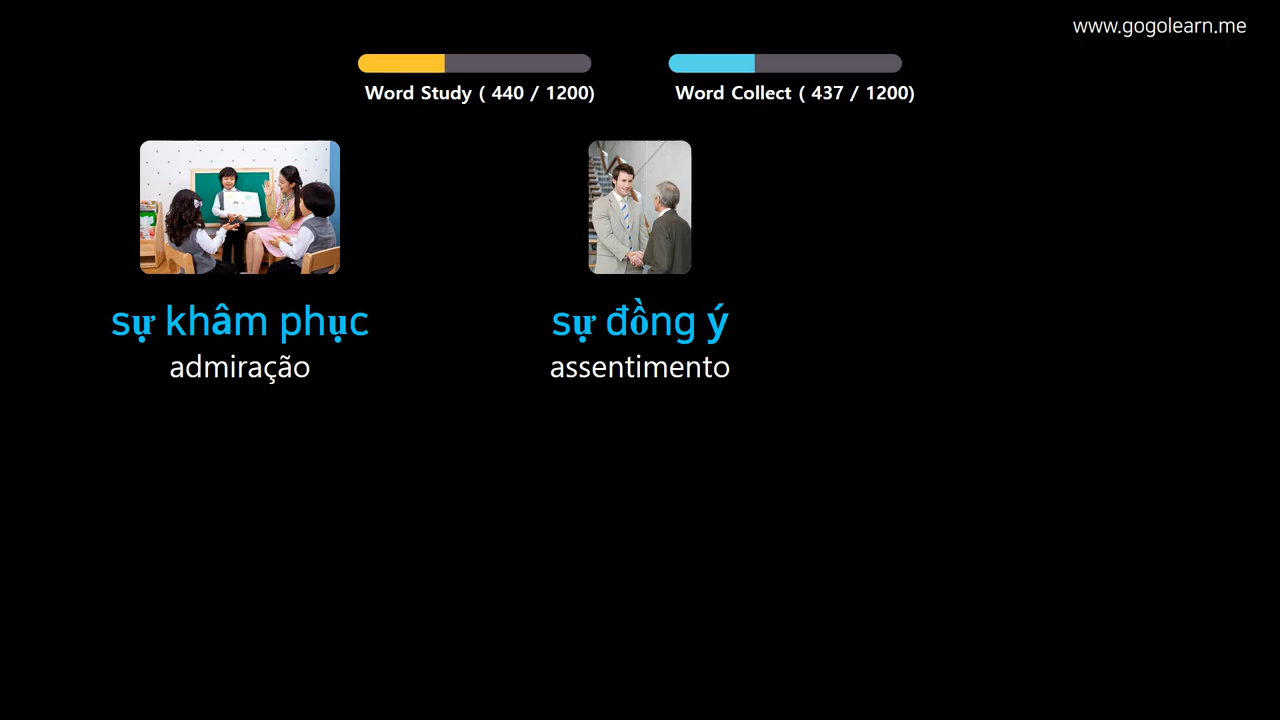 www.gogolearn.me
Word Study ( 440 / 1200)
Word Collect ( 437 / 1200)
sự khâm phục
admiração
sự đồng ý
assentimento